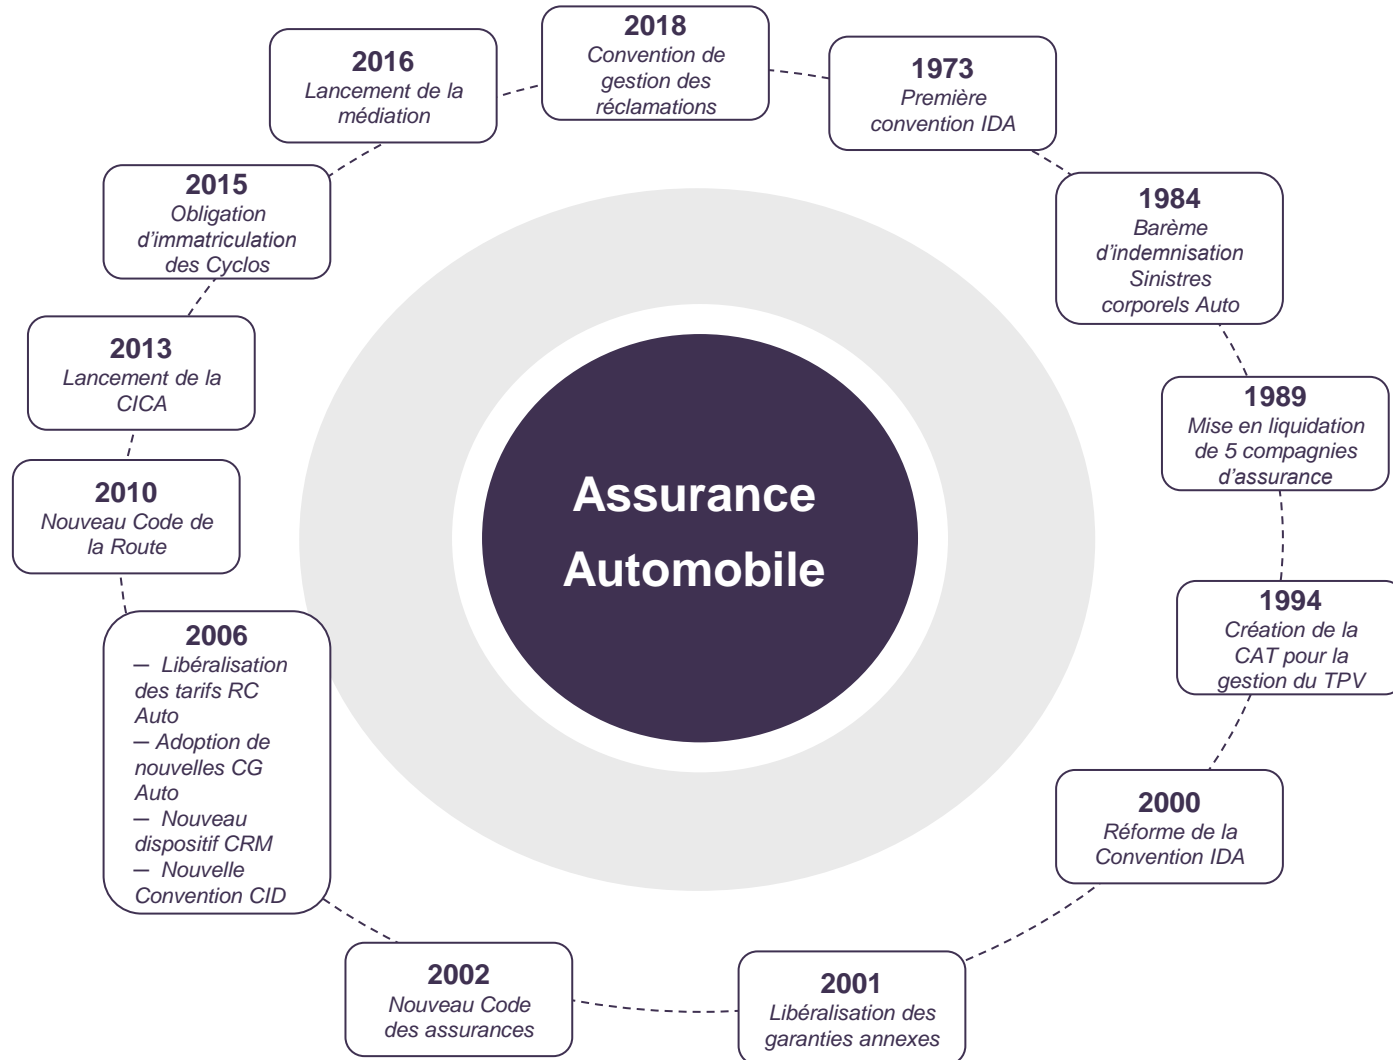 2018
Convention de
gestion des
réclamations
1973
Première
convention IDA
1984
Barème
d’indemnisation
Sinistres
corporels Auto
1989
Mise en liquidation
de 5 compagnies
d’assurance
1994
Création de la
CAT pour la
gestion du TPV
2000
Réforme de la
Convention IDA
2001
Libéralisation des
garanties annexes
2002
Nouveau Code
des assurances
2006
— Libéralisation
des tarifs RC
Auto
— Adoption de
nouvelles CG
Auto
— Nouveau
dispositif CRM
— Nouvelle
Convention CID
2010
Nouveau Code de
la Route
2013
Lancement de la
CICA
2015
Obligation
d’immatriculation
des Cyclos
2016
Lancement de la
médiation
Assurance
Automobile